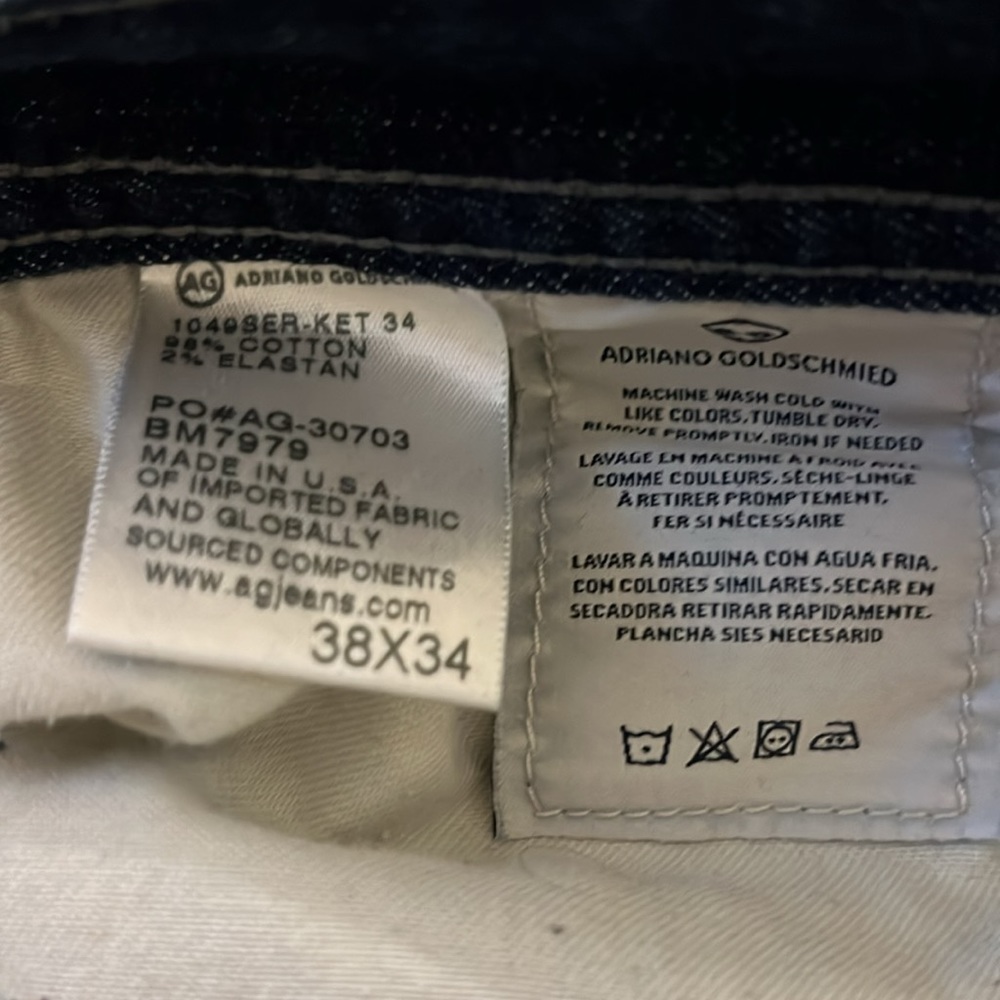 AG ADRIANO
1049SER-KET 34
98% COTTON
2% ELASTAN
PO#AG-30703
BM7979
MADE IN U.S.A.
OF IMPORTED FABRIC
AND GLOBALLY
SOURCED COMPONENTS
www.agjeans.com
38X34
ADRIANO GOLDSCHMIED
MACHINE WASH COLD WITH
LIKE COLORS.TUMBLE DRY.
REMOVE PROMPTLY.IRON IF NEEDED
LAVAGE EN MACHINE A FROID AVEC
COMME COULEURS.SÈCHE-LINGE
À RETIRER PROMPTEMENT.
FER SI NÉCESSAIRE
LAVAR A MAQUINA CON AGUA FRIA.
CON COLORES SIMILARES.SECAR EN
SECADORA RETIRAR RAPIDAMENTE.
PLANCHA SIES NECESARID